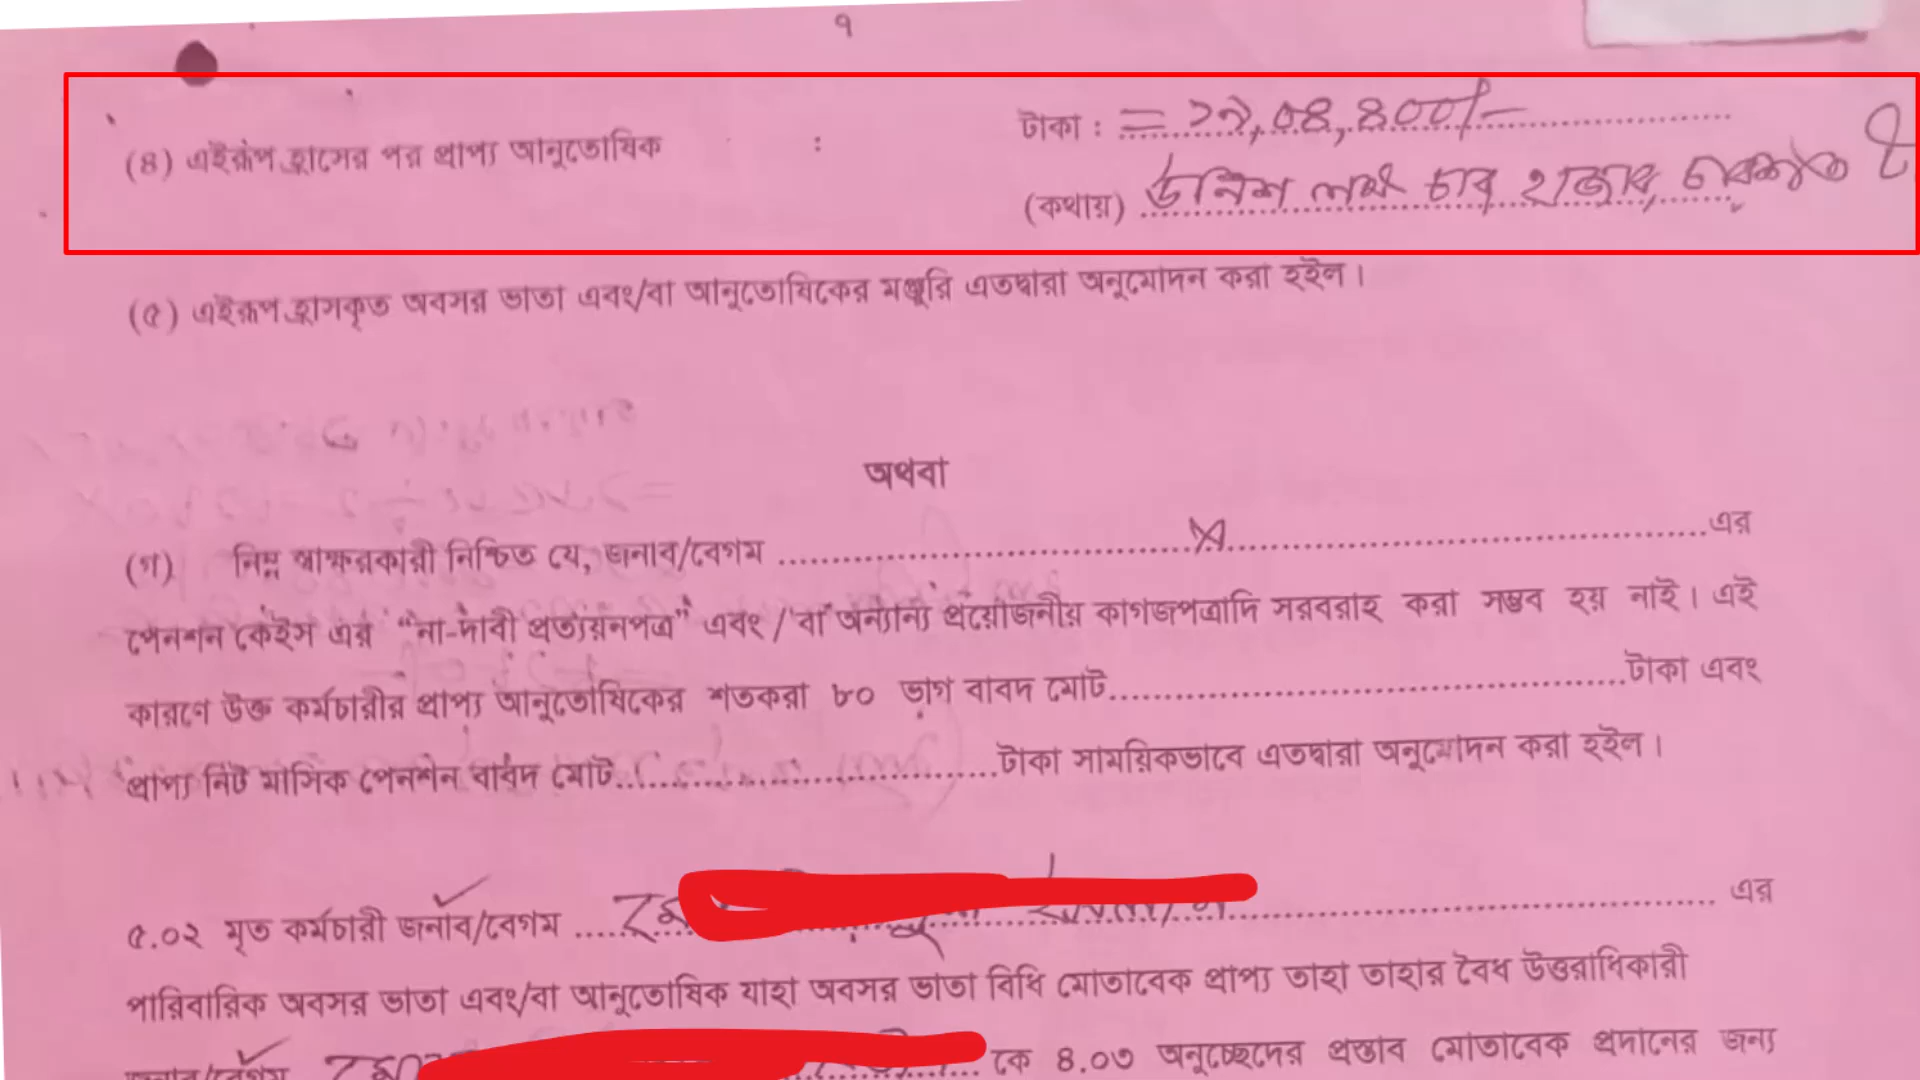 ৭
(৪) এইরূপ হ্রাসের পর প্রাপ্য আনুতোষিক : টাকা : = ১৯,০৪,৪০০/-
(কথায়) উনিশ লক্ষ চার হাজার, চারশত
(৫) এইরূপ হ্রাসকৃত অবসর ভাতা এবং/বা আনুতোষিকের মঞ্জুরি এতদ্বারা অনুমোদন করা হইল।
অথবা
(গ) নিম্ন স্বাক্ষরকারী নিশ্চিত যে, জনাব/বেগম ........................ এর
পেনশন কেইস এর “না-দাবী প্রত্যয়নপত্র” এবং / বা অন্যান্য প্রয়োজনীয় কাগজপত্রাদি সরবরাহ করা সম্ভব হয় নাই। এই
কারণে উক্ত কর্মচারীর প্রাপ্য আনুতোষিকের শতকরা ৮০ ভাগ বাবদ মোট........................টাকা এবং
প্রাপ্য নিট মাসিক পেনশন বাবদ মোট........................টাকা সাময়িকভাবে এতদ্বারা অনুমোদন করা হইল।
৫.০২ মৃত কর্মচারী জনাব/বেগম ........................ এর
পারিবারিক অবসর ভাতা এবং/বা আনুতোষিক যাহা অবসর ভাতা বিধি মোতাবেক প্রাপ্য তাহা তাহার বৈধ উত্তরাধিকারী
জনাব/বেগম ............ কে ৪.০৩ অনুচ্ছেদের প্রস্তাব মোতাবেক প্রদানের জন্য